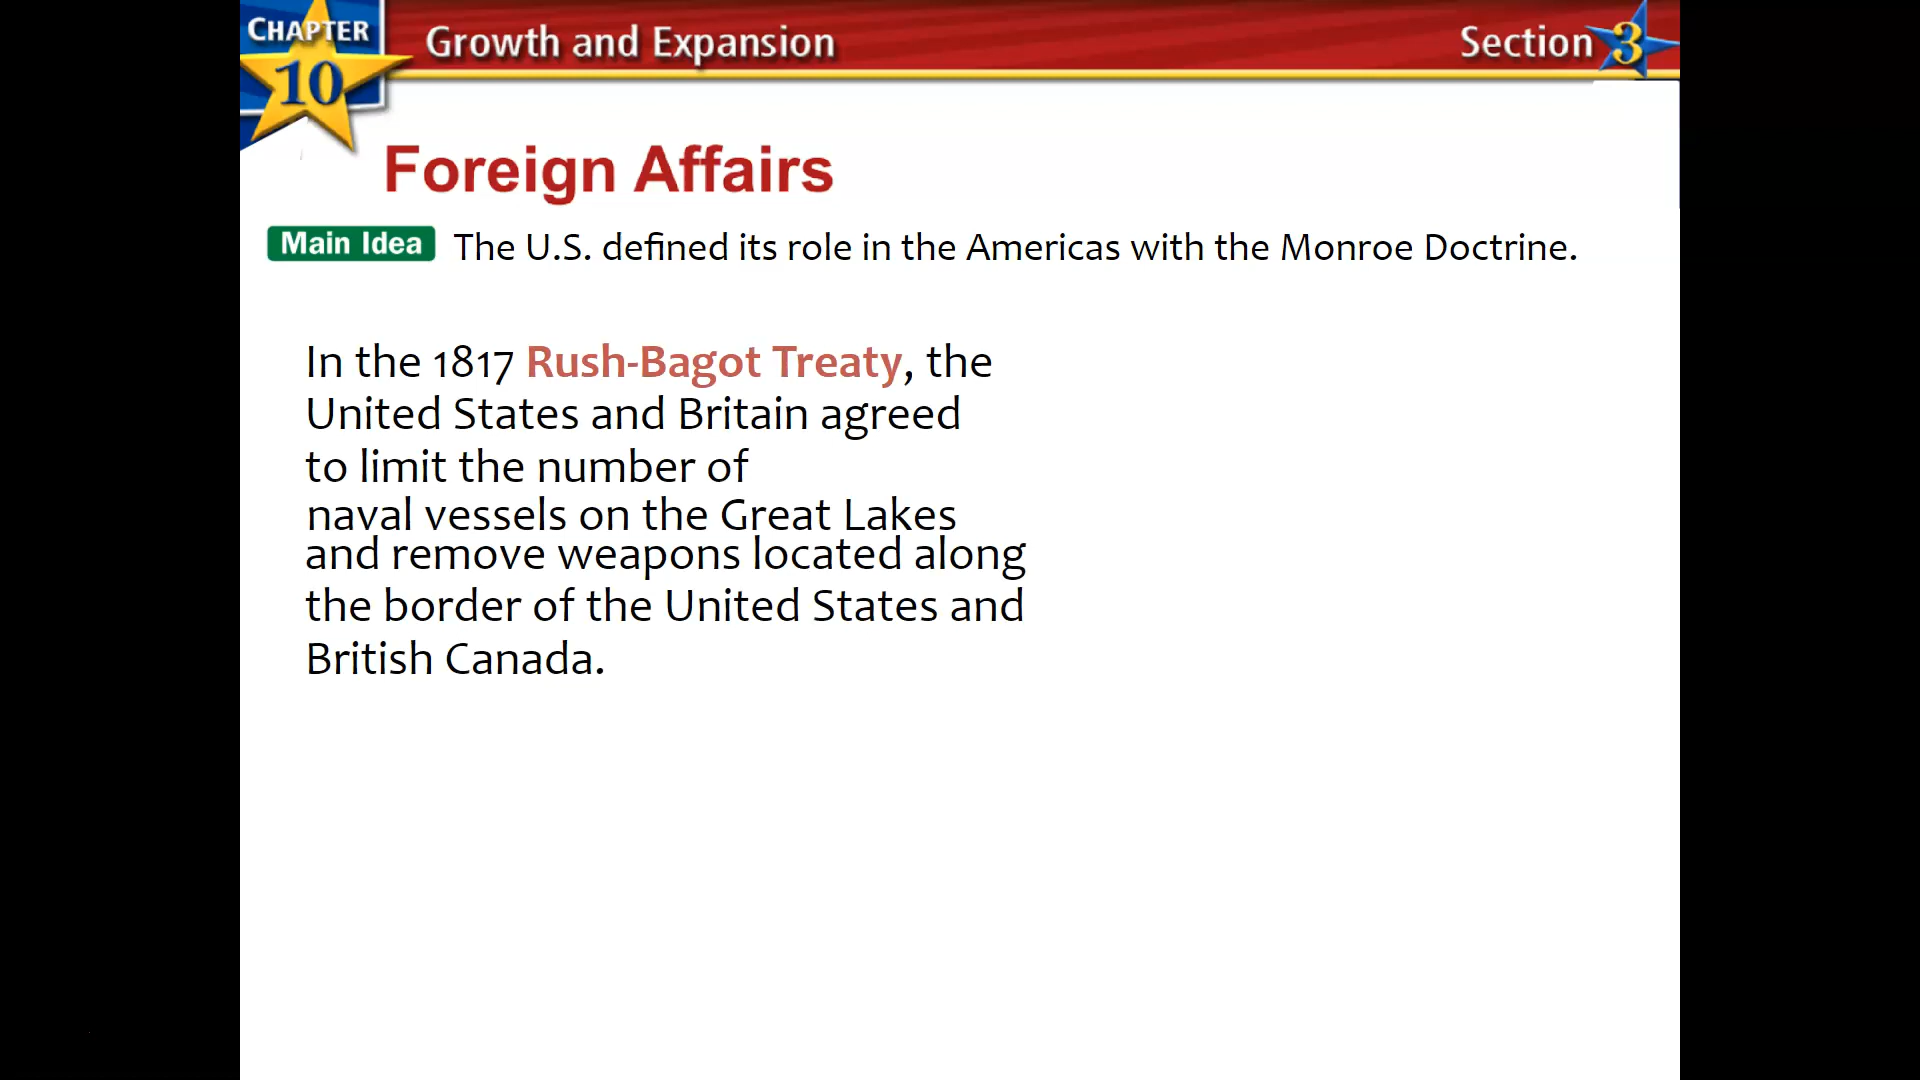 CHAPTER
10
Growth and Expansion
Section 3
Foreign Affairs
Main Idea The U.S. defined its role in the Americas with the Monroe Doctrine.
In the 1817 Rush-Bagot Treaty, the
United States and Britain agreed
to limit the number of
naval vessels on the Great Lakes
and remove weapons located along
the border of the United States and
British Canada.